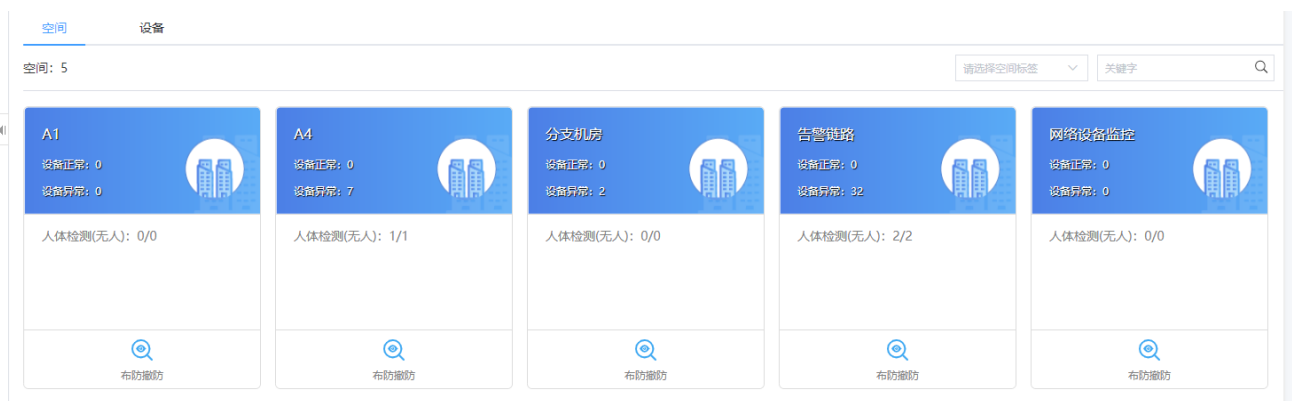 空间 设备
空间：5 请选择空间标签 关键字
A1 A4 分支机房 告警链路 网络设备监控
设备正常：0 设备正常：0 设备正常：0 设备正常：0 设备正常：0
设备异常：0 设备异常：7 设备异常：2 设备异常：32 设备异常：0
人体检测(无人)：0/0 人体检测(无人)：1/1 人体检测(无人)：0/0 人体检测(无人)：2/2 人体检测(无人)：0/0
布防撤防 布防撤防 布防撤防 布防撤防 布防撤防